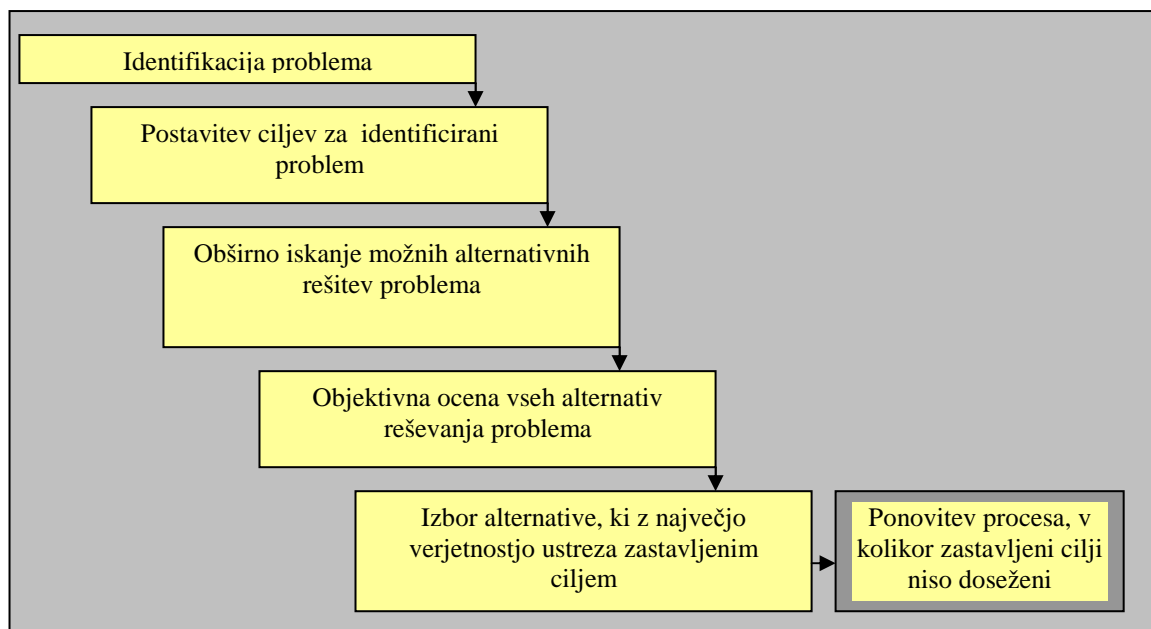 Identifikacija problema
Postavitev ciljev za  identificirani
problem
Obširno iskanje možnih alternativnih
rešitev problema
Objektivna ocena vseh alternativ
reševanja problema
Izbor alternative, ki z največjo
verjetnostjo ustreza zastavljenim
ciljem
Ponovitev procesa, v
kolikor zastavljeni cilji
niso doseženi